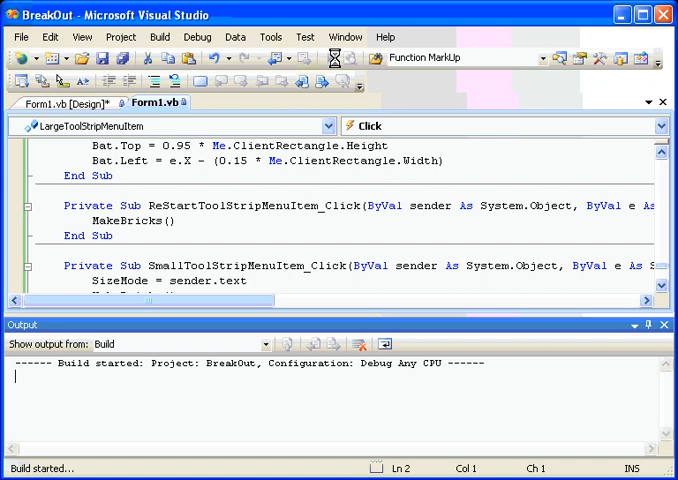 BreakOut - Microsoft Visual Studio
File Edit View Project Build Debug Data Tools Test Window Help
Function MarkUp
Form1.vb [Design]* Form1.vb
LargeToolStripMenuItem Click
Bat.Top = 0.95 * Me.ClientRectangle.Height
Bat.Left = e.X - (0.15 * Me.ClientRectangle.Width)
End Sub
Private Sub ReStartToolStripMenuItem_Click(ByVal sender As System.Object, ByVal e As
MakeBricks()
End Sub
Private Sub SmallToolStripMenuItem_Click(ByVal sender As System.Object, ByVal e As S
SizeMode = sender.text
Output
Show output from: Build
------ Build started: Project: BreakOut, Configuration: Debug Any CPU ------
Build started... Ln 2 Col 1 Ch 1 INS